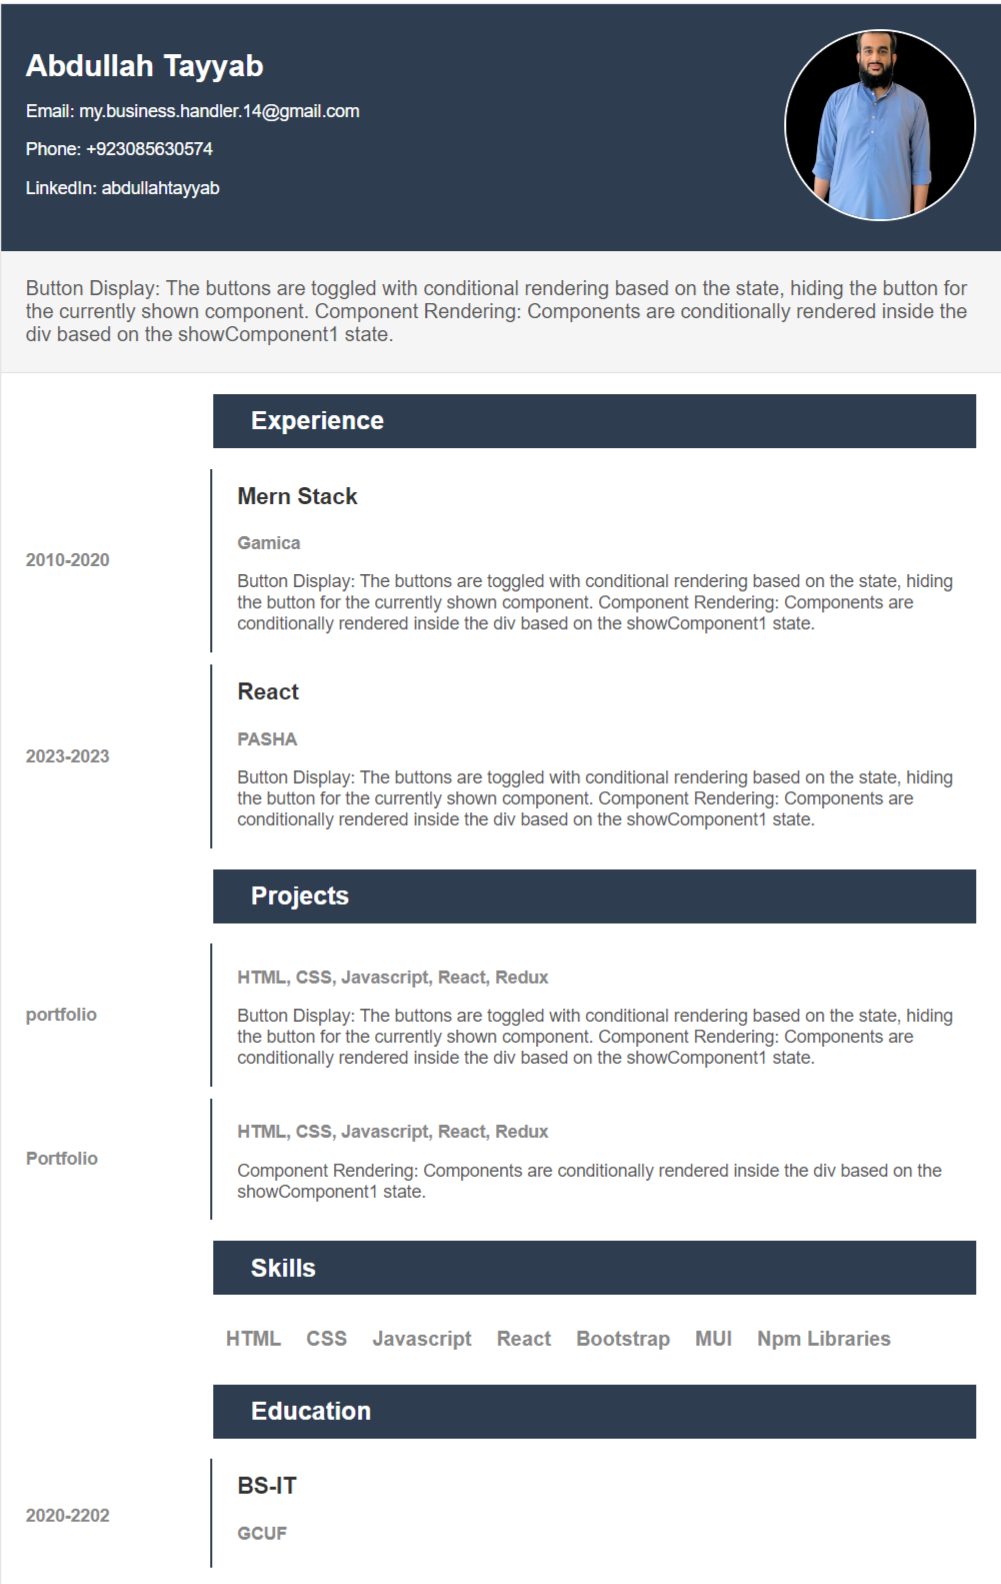 Abdullah Tayyab
Email: my.business.handler.14@gmail.com
Phone: +923085630574
LinkedIn: abdullahtayyab
Button Display: The buttons are toggled with conditional rendering based on the state, hiding the button for
the currently shown component. Component Rendering: Components are conditionally rendered inside the
div based on the showComponent1 state.
Experience
2010-2020
Mern Stack
Gamica
Button Display: The buttons are toggled with conditional rendering based on the state, hiding
the button for the currently shown component. Component Rendering: Components are
conditionally rendered inside the div based on the showComponent1 state.
2023-2023
React
PASHA
Button Display: The buttons are toggled with conditional rendering based on the state, hiding
the button for the currently shown component. Component Rendering: Components are
conditionally rendered inside the div based on the showComponent1 state.
Projects
portfolio
HTML, CSS, Javascript, React, Redux
Button Display: The buttons are toggled with conditional rendering based on the state, hiding
the button for the currently shown component. Component Rendering: Components are
conditionally rendered inside the div based on the showComponent1 state.
Portfolio
HTML, CSS, Javascript, React, Redux
Component Rendering: Components are conditionally rendered inside the div based on the
showComponent1 state.
Skills
HTML CSS Javascript React Bootstrap MUI Npm Libraries
Education
2020-2202
BS-IT
GCUF